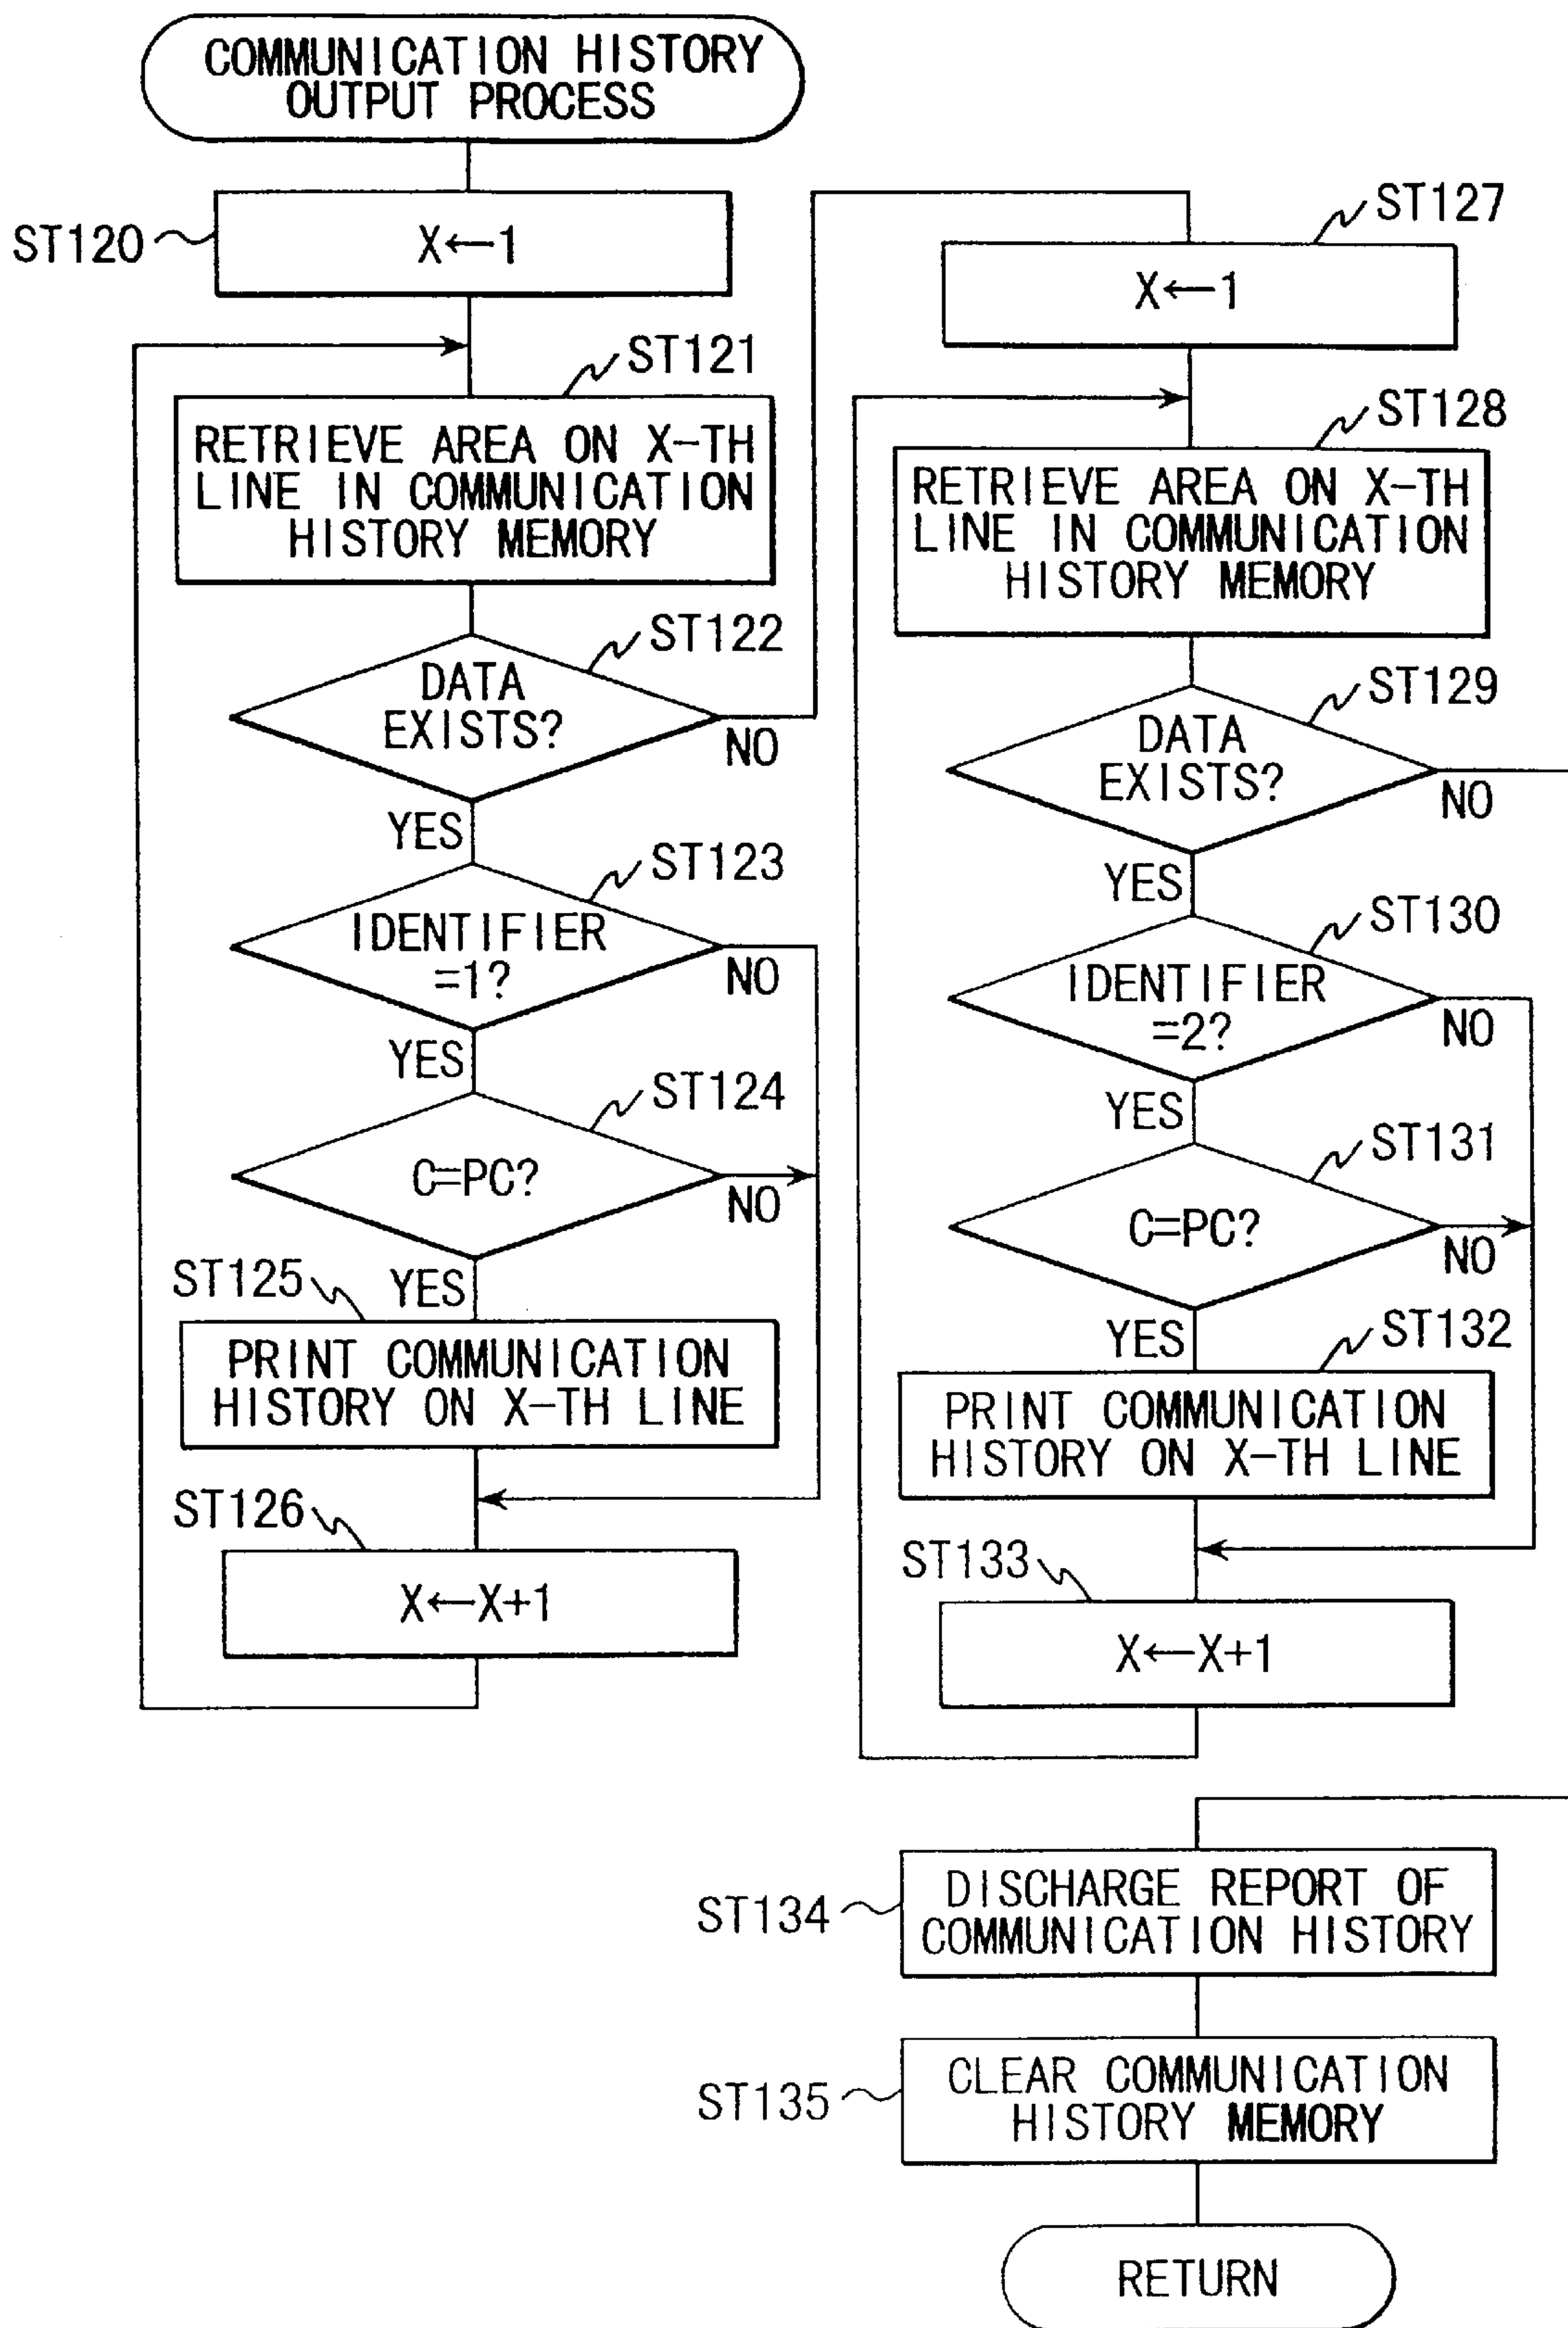 COMMUNICATION HISTORY
OUTPUT PROCESS
ST120
X←1
ST121
RETRIEVE AREA ON X-TH
LINE IN COMMUNICATION
HISTORY MEMORY
ST122
DATA
EXISTS?
NO
YES
ST123
IDENTIFIER
=1?
NO
YES
ST124
C=PC?
NO
YES
ST125
PRINT COMMUNICATION
HISTORY ON X-TH LINE
ST126
X←X+1
ST127
X←1
ST128
RETRIEVE AREA ON X-TH
LINE IN COMMUNICATION
HISTORY MEMORY
ST129
DATA
EXISTS?
NO
YES
ST130
IDENTIFIER
=2?
NO
YES
ST131
C=PC?
NO
YES
ST132
PRINT COMMUNICATION
HISTORY ON X-TH LINE
ST133
X←X+1
ST134
DISCHARGE REPORT OF
COMMUNICATION HISTORY
ST135
CLEAR COMMUNICATION
HISTORY MEMORY
RETURN